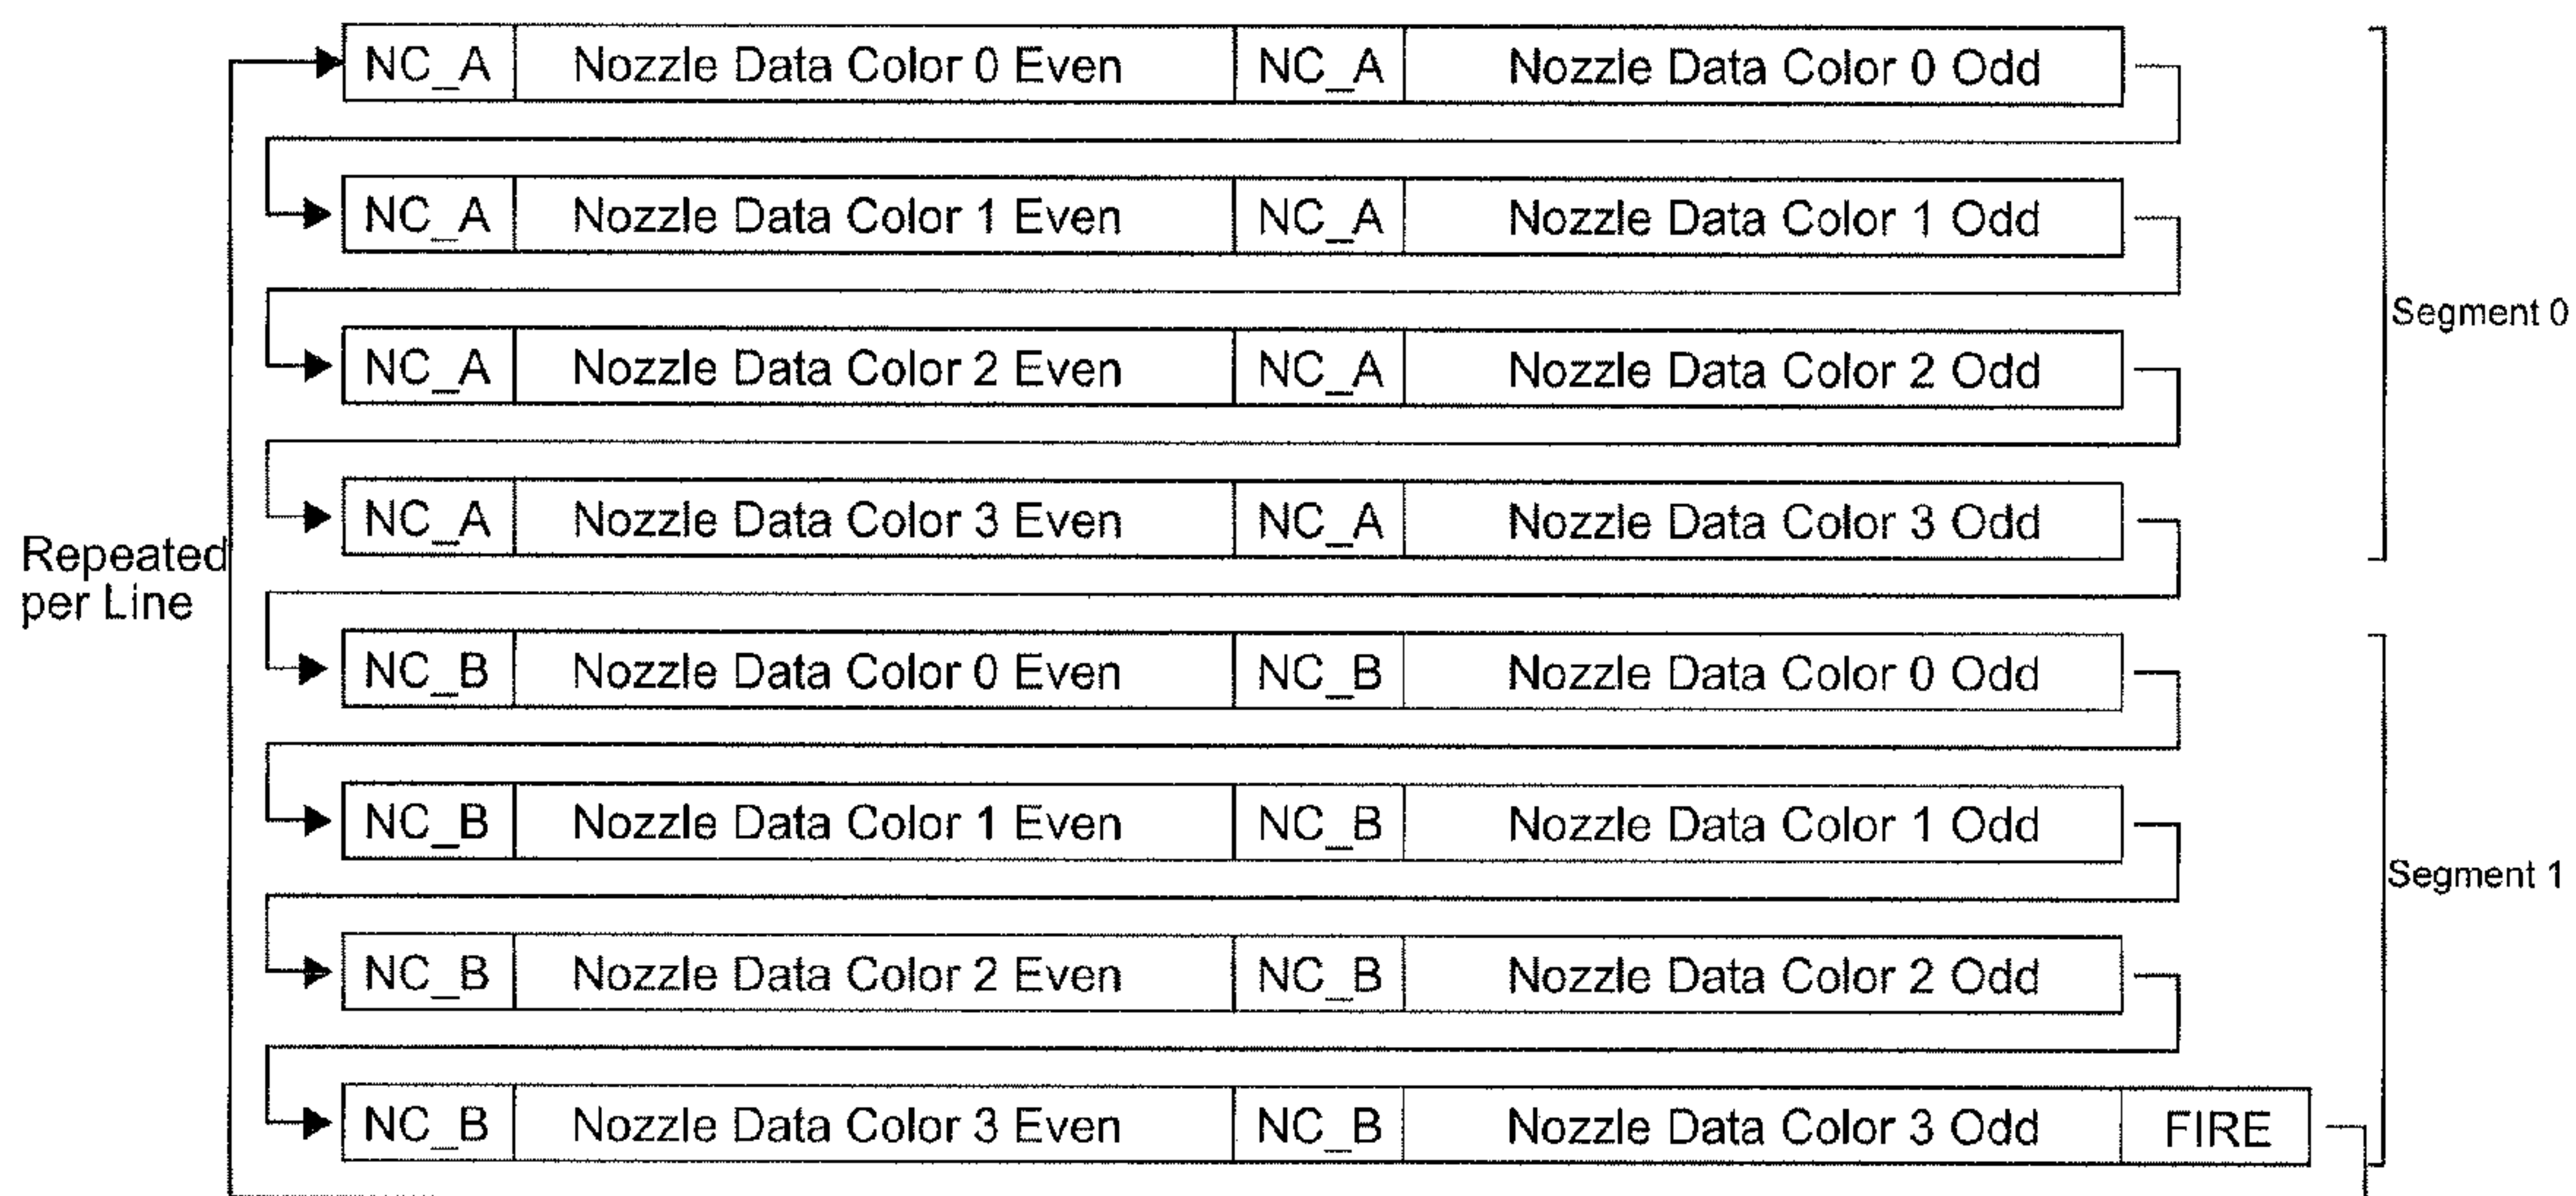 NC_A Nozzle Data Color 0 Even NC_A Nozzle Data Color 0 Odd
NC_A Nozzle Data Color 1 Even NC_A Nozzle Data Color 1 Odd
Segment 0
NC_A Nozzle Data Color 2 Even NC_A Nozzle Data Color 2 Odd
NC_A Nozzle Data Color 3 Even NC_A Nozzle Data Color 3 Odd
Repeated
per Line
NC_B Nozzle Data Color 0 Even NC_B Nozzle Data Color 0 Odd
NC_B Nozzle Data Color 1 Even NC_B Nozzle Data Color 1 Odd
Segment 1
NC_B Nozzle Data Color 2 Even NC_B Nozzle Data Color 2 Odd
NC_B Nozzle Data Color 3 Even NC_B Nozzle Data Color 3 Odd FIRE